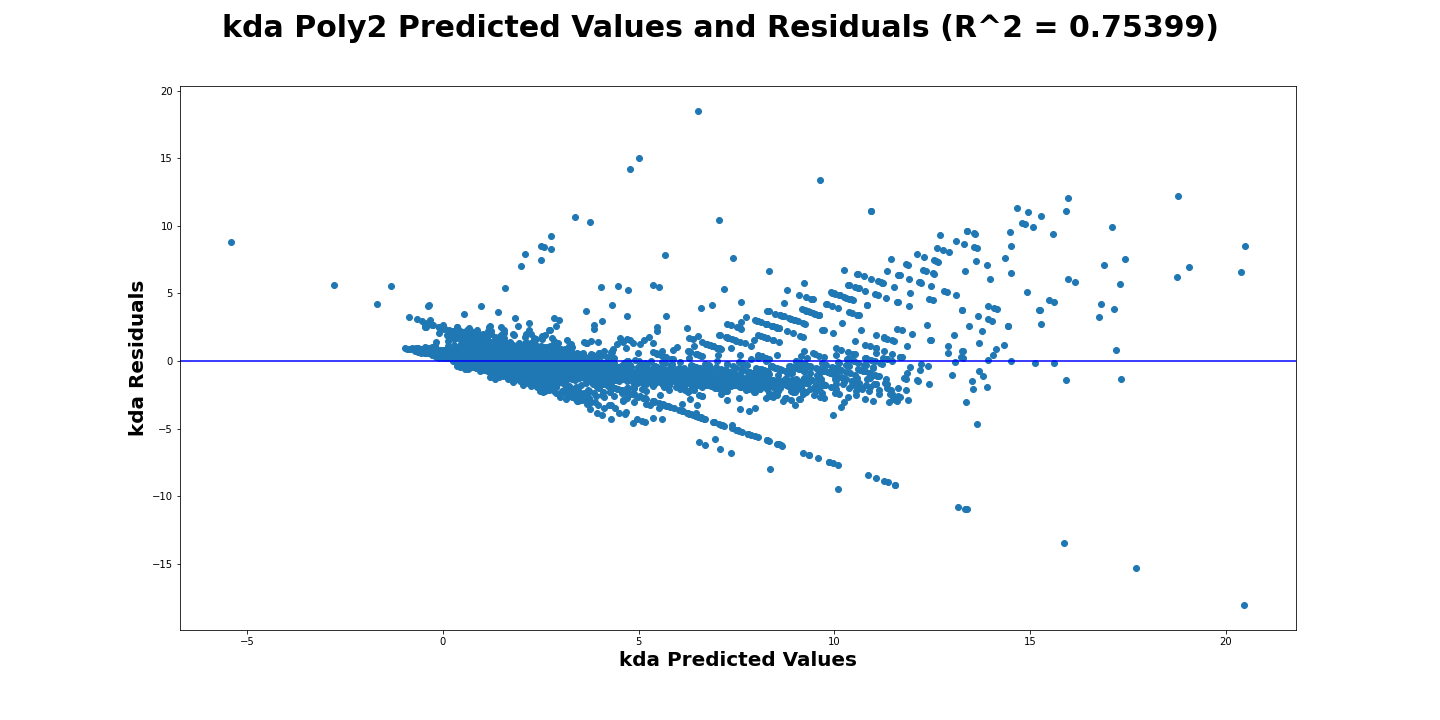 kda Poly2 Predicted Values and Residuals (R^2 = 0.75399)
20
15
10
5
0
−5
−10
−15
kda Residuals
−5 0 5 10 15 20
kda Predicted Values